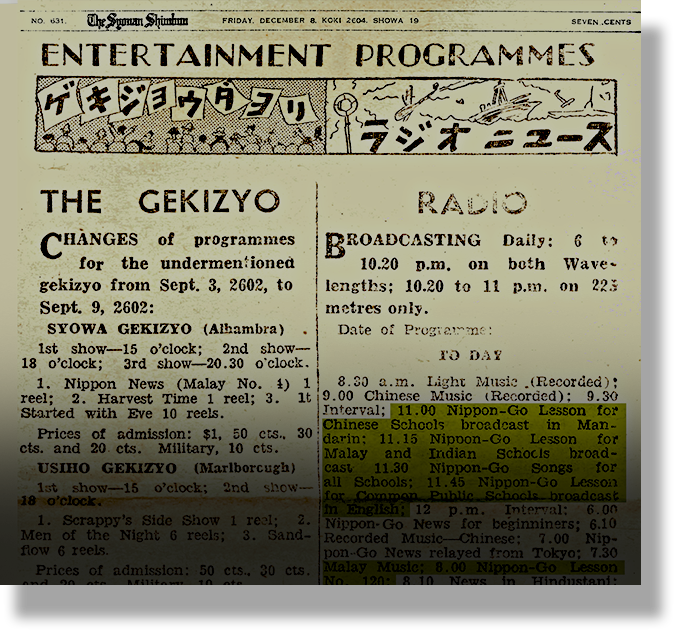 NO. 631.
The Syonan Shimbun
FRIDAY, DECEMBER 8. KOKI 2604. SHOWA 19
SEVEN CENTS
ENTERTAINMENT PROGRAMMES
ゲキジョウダヨリ
ラジオニュース
THE GEKIZYO
CHANGES of programmes
for the undermentioned
gekizyo from Sept. 3, 2602, to
Sept. 9, 2602:
SYOWA GEKIZYO (Alhambra)
1st show—15 o'clock; 2nd show—
18 o'clock; 3rd show—20.30 o'clock.
1. Nippon News (Malay No. 4) 1
reel; 2. Harvest Time 1 reel; 3. It
Started with Eve 10 reels.
Prices of admission: $1, 50 cts., 30
cts. and 20 cts. Military, 10 cts.
USIHO GEKIZYO (Marlborough)
1st show—15 o'clock; 2nd show—
18 o'clock.
1. Scrappy's Side Show 1 reel; 2.
Men of the Night 6 reels; 3. Sand-
flow 6 reels.
Prices of admission: 50 cts., 30 cts.
and 20 cts. Military 10 cts.
RADIO
BROADCASTING Daily: 6 to
10.20 p.m. on both Wave-
lengths; 10.20 to 11 p.m. on 225
metres only.
Date of Programme:
TO DAY
8.30 a.m. Light Music (Recorded);
9.00 Chinese Music (Recorded); 9.30
Interval; 11.00 Nippon-Go Lesson for
Chinese Schools broadcast in Man-
darin; 11.15 Nippon-Go Lesson for
Malay and Indian Schools broad-
cast 11.30 Nippon-Go Songs for
all Schools; 11.45 Nippon-Go Lesson
for Common Public Schools broadcast
in English; 12 p.m. Interval; 6.00
Nippon-Go News for beginniners; 6.10
Recorded Music—Chinese; 7.00 Nip-
pon-Go News relayed from Tokyo; 7.30
Malay Music; 8.00 Nippon-Go Lesson
No. 120; 8.10 News in Hindustani;